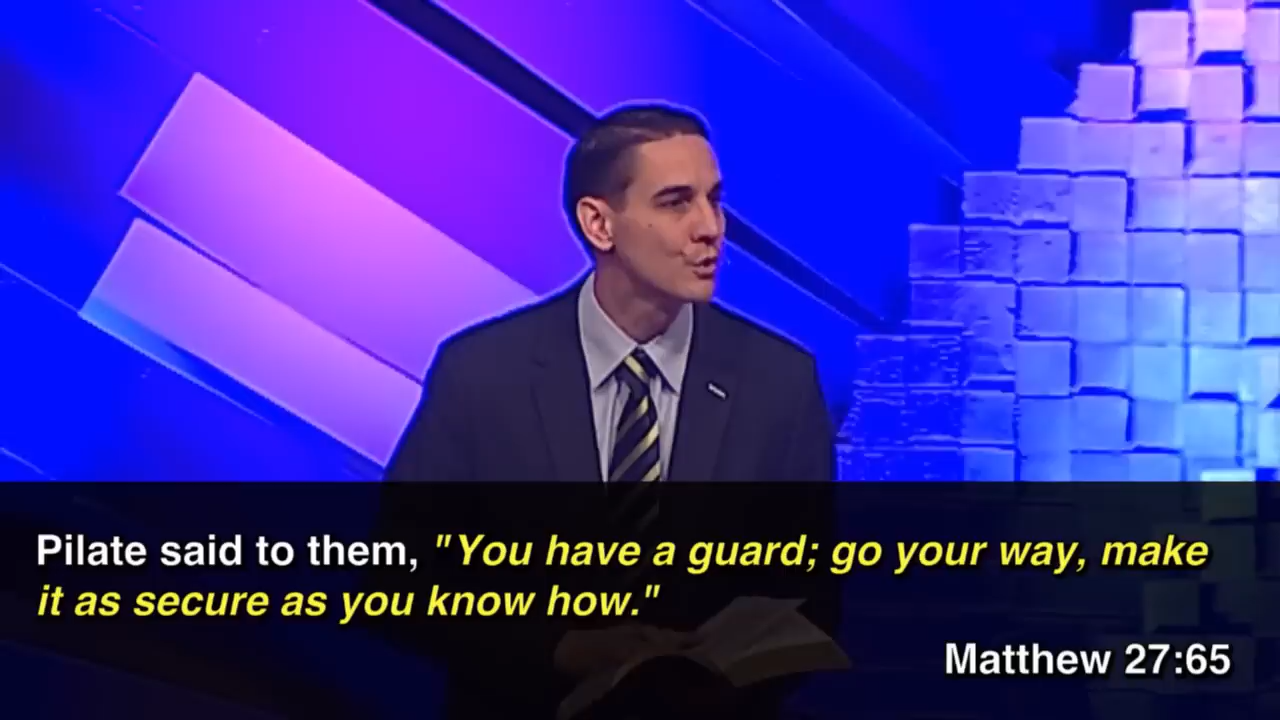 Pilate said to them, "You have a guard; go your way, make
it as secure as you know how."
Matthew 27:65